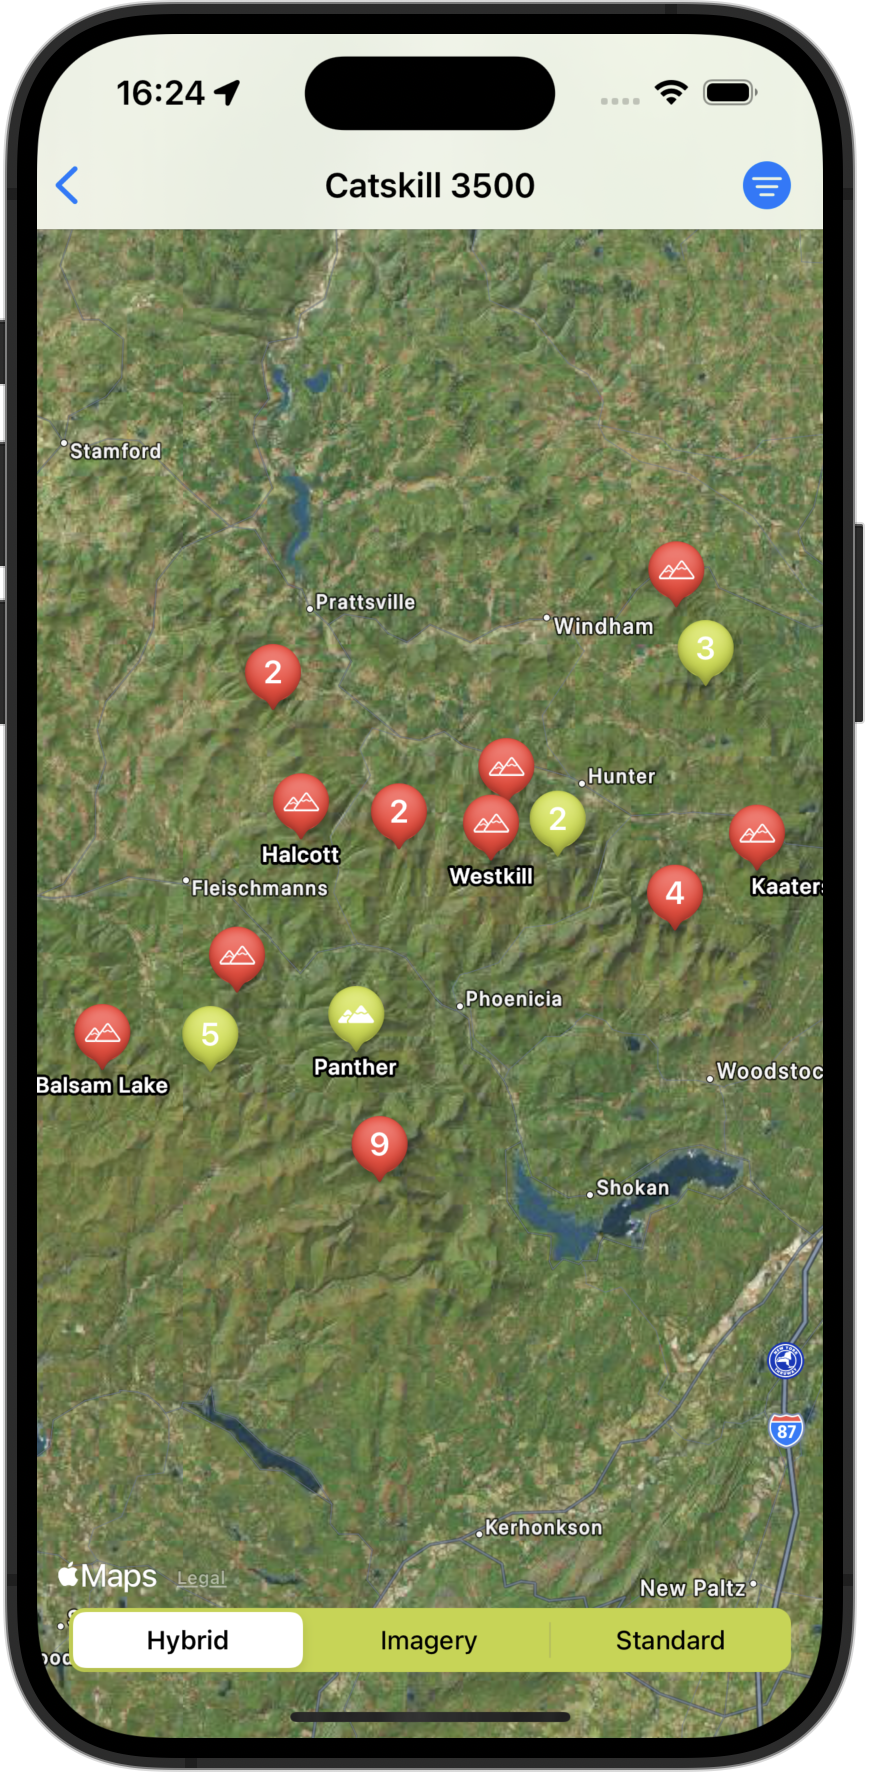 16:24
Catskill 3500
Stamford
Prattsville
Windham
3
2
Hunter
2
2
Halcott
Westkill
Kaaters
4
Fleischmanns
Phoenicia
5
Panther
Balsam Lake
Woodstoc
9
Shokan
87
Kerhonkson
Maps
Legal
New Paltz
Hybrid
Imagery
Standard